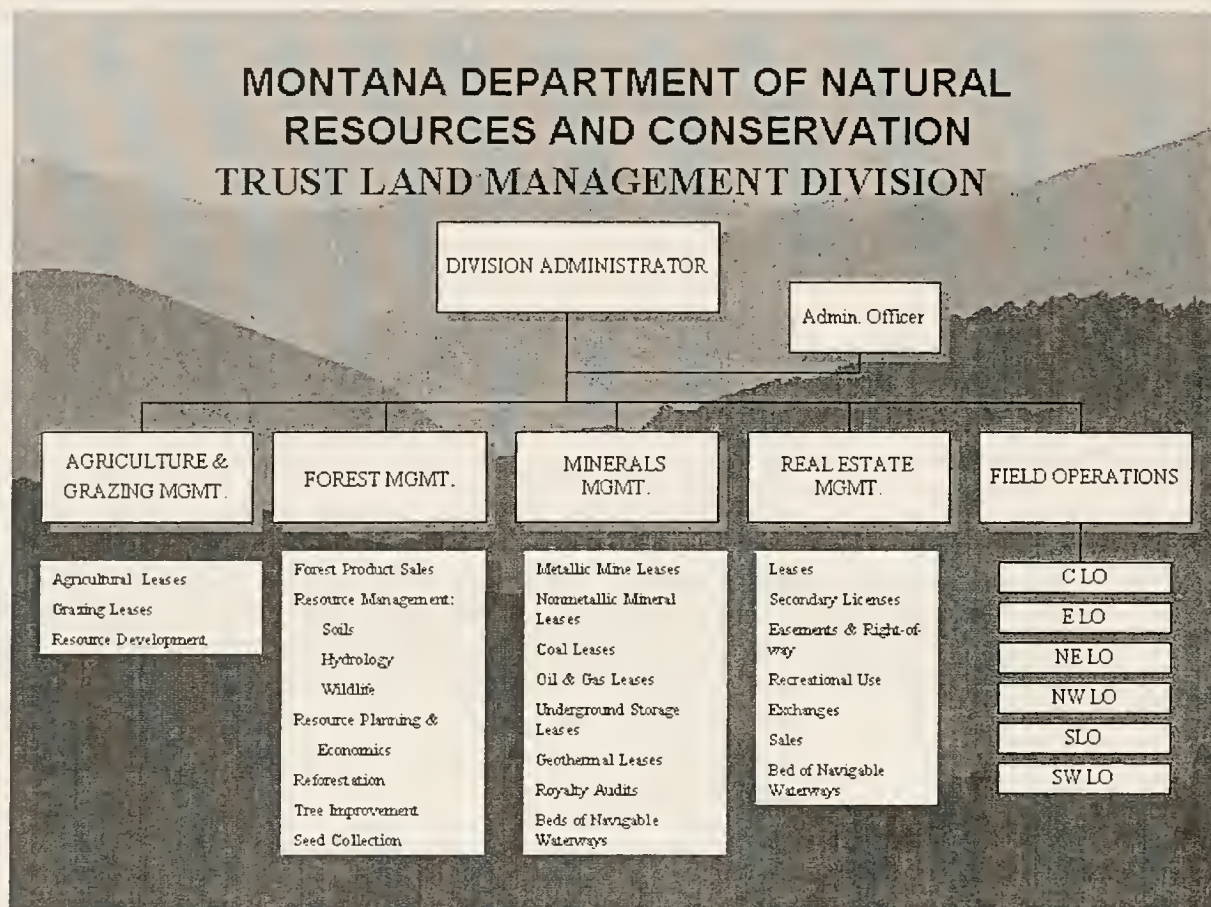 MONTANA DEPARTMENT OF NATURAL
RESOURCES AND CONSERVATION
TRUST LAND MANAGEMENT DIVISION
DIVISION ADMINISTRATOR
Admin. Officer
AGRICULTURE &
GRAZING MGMT.
FOREST MGMT.
MINERALS
MGMT.
REAL ESTATE
MGMT.
FIELD OPERATIONS
Agricultural Leases
Grazing Leases
Resource Development
Forest Product Sales
Resource Management:
Soils
Hydrology
Wildlife
Resource Planning &
Economics
Reforestation
Tree Improvement
Seed Collection
Metallic Mine Leases
Nonmetallic Mineral
Leases
Coal Leases
Oil & Gas Leases
Underground Storage
Leases
Geothermal Leases
Royalty Audits
Beds of Navigable
Waterways
Leases
Secondary Licenses
Easements & Right-of-
way
Recreational Use
Exchanges
Sales
Bed of Navigable
Waterways
C LO
E LO
NE LO
NW LO
SLO
SW LO